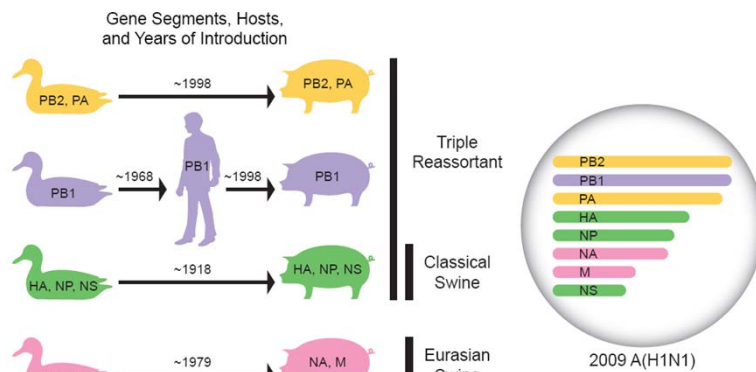 Gene Segments, Hosts,
and Years of Introduction
PB2, PA
~1998
PB2, PA
PB1
~1968
PB1
~1998
PB1
HA, NP, NS
~1918
HA, NP, NS
~1979
NA, M
Triple
Reassortant
Classical
Swine
Eurasian
Swine
PB2
PB1
PA
HA
NP
NA
M
NS
2009 A(H1N1)